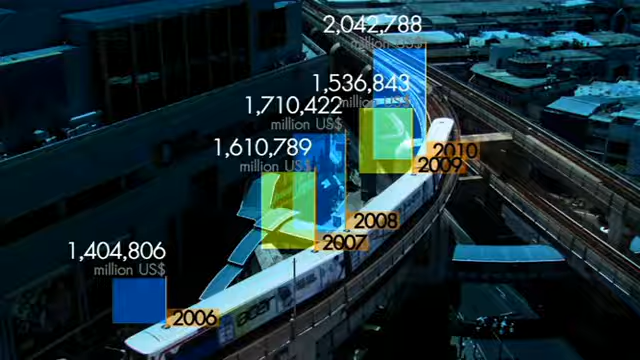 2,042,788
million US$
1,536,843
million US$
1,710,422
million US$
1,610,789
million US$
1,404,806
million US$
2010
2009
2008
2007
2006
acer